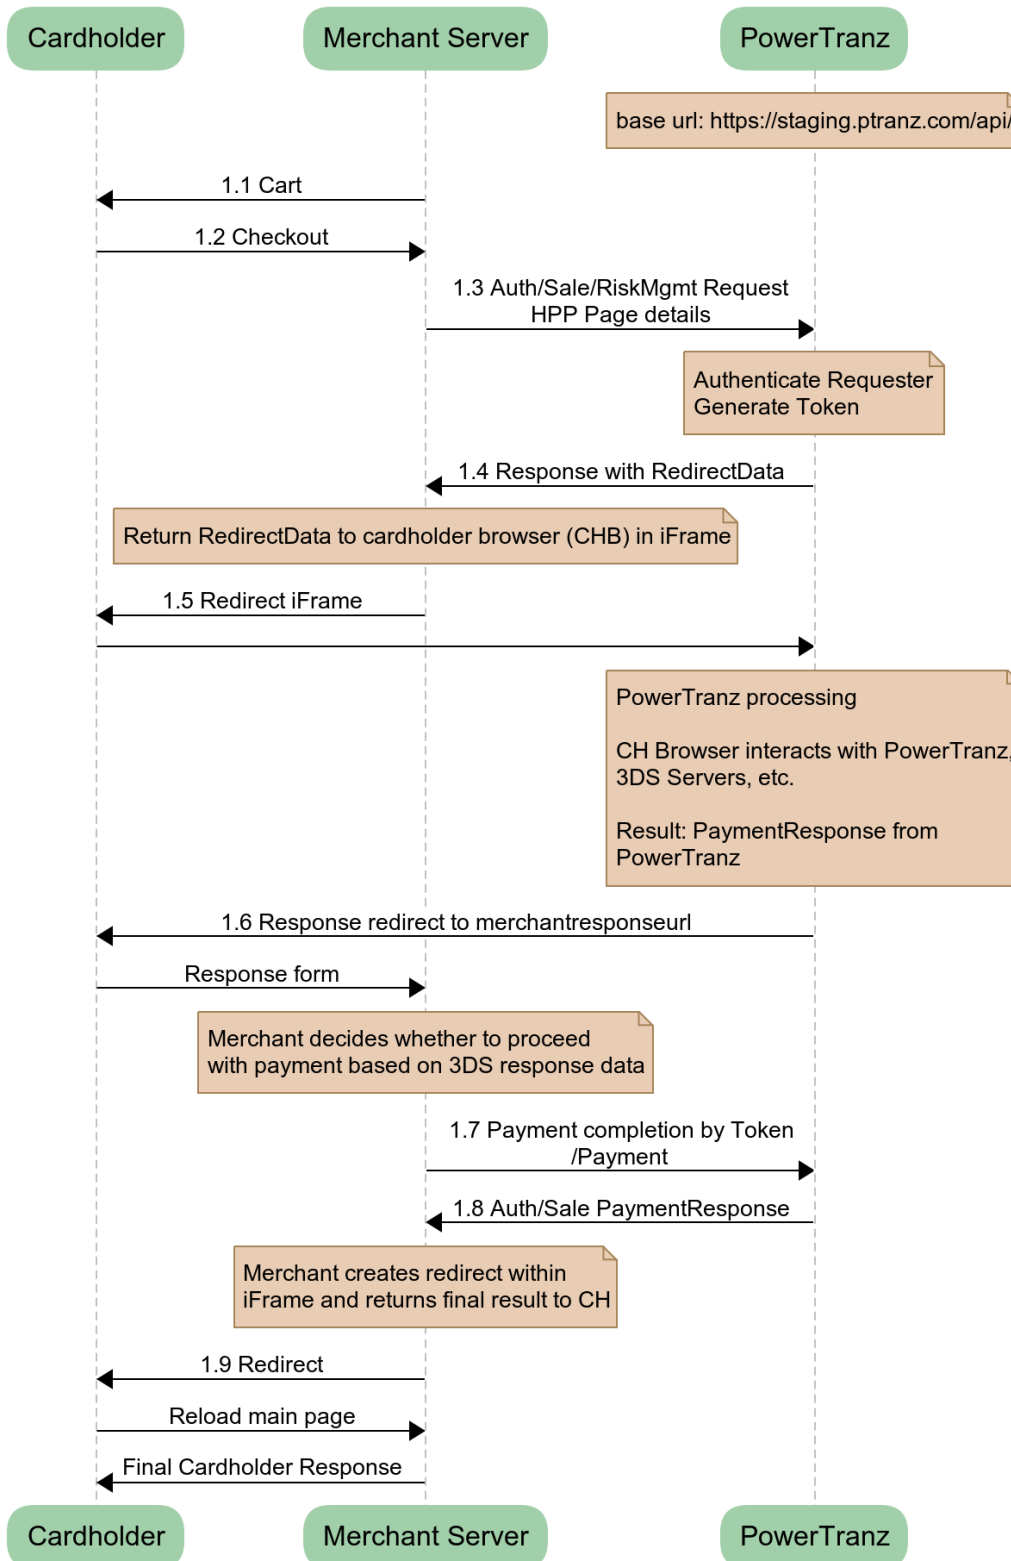 Cardholder
Merchant Server
PowerTranz
base url: https://staging.ptranz.com/api/
1.1 Cart
1.2 Checkout
1.3 Auth/Sale/RiskMgmt Request
HPP Page details
Authenticate Requester
Generate Token
1.4 Response with RedirectData
Return RedirectData to cardholder browser (CHB) in iFrame
1.5 Redirect iFrame
PowerTranz processing
CH Browser interacts with PowerTranz,
3DS Servers, etc.
Result: PaymentResponse from
PowerTranz
1.6 Response redirect to merchantresponseurl
Response form
Merchant decides whether to proceed
with payment based on 3DS response data
1.7 Payment completion by Token
/Payment
1.8 Auth/Sale PaymentResponse
Merchant creates redirect within
iFrame and returns final result to CH
1.9 Redirect
Reload main page
Final Cardholder Response
Cardholder
Merchant Server
PowerTranz